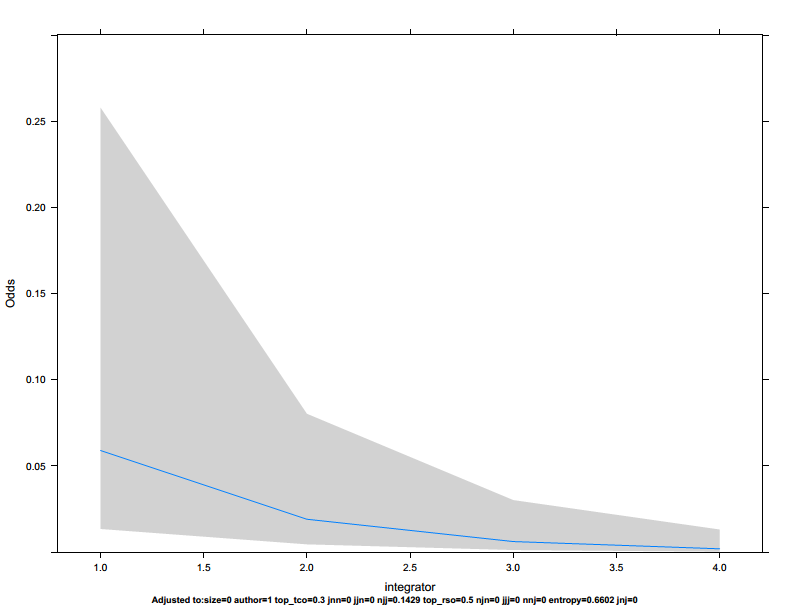 0.25
0.20
0.15
0.10
0.05
Odds
1.0 1.5 2.0 2.5 3.0 3.5 4.0
integrator
Adjusted to:size=0 author=1 top_tco=0.3 jnn=0 jjn=0 njj=0.1429 top_rso=0.5 njn=0 jjj=0 nnj=0 entropy=0.6602 jnj=0